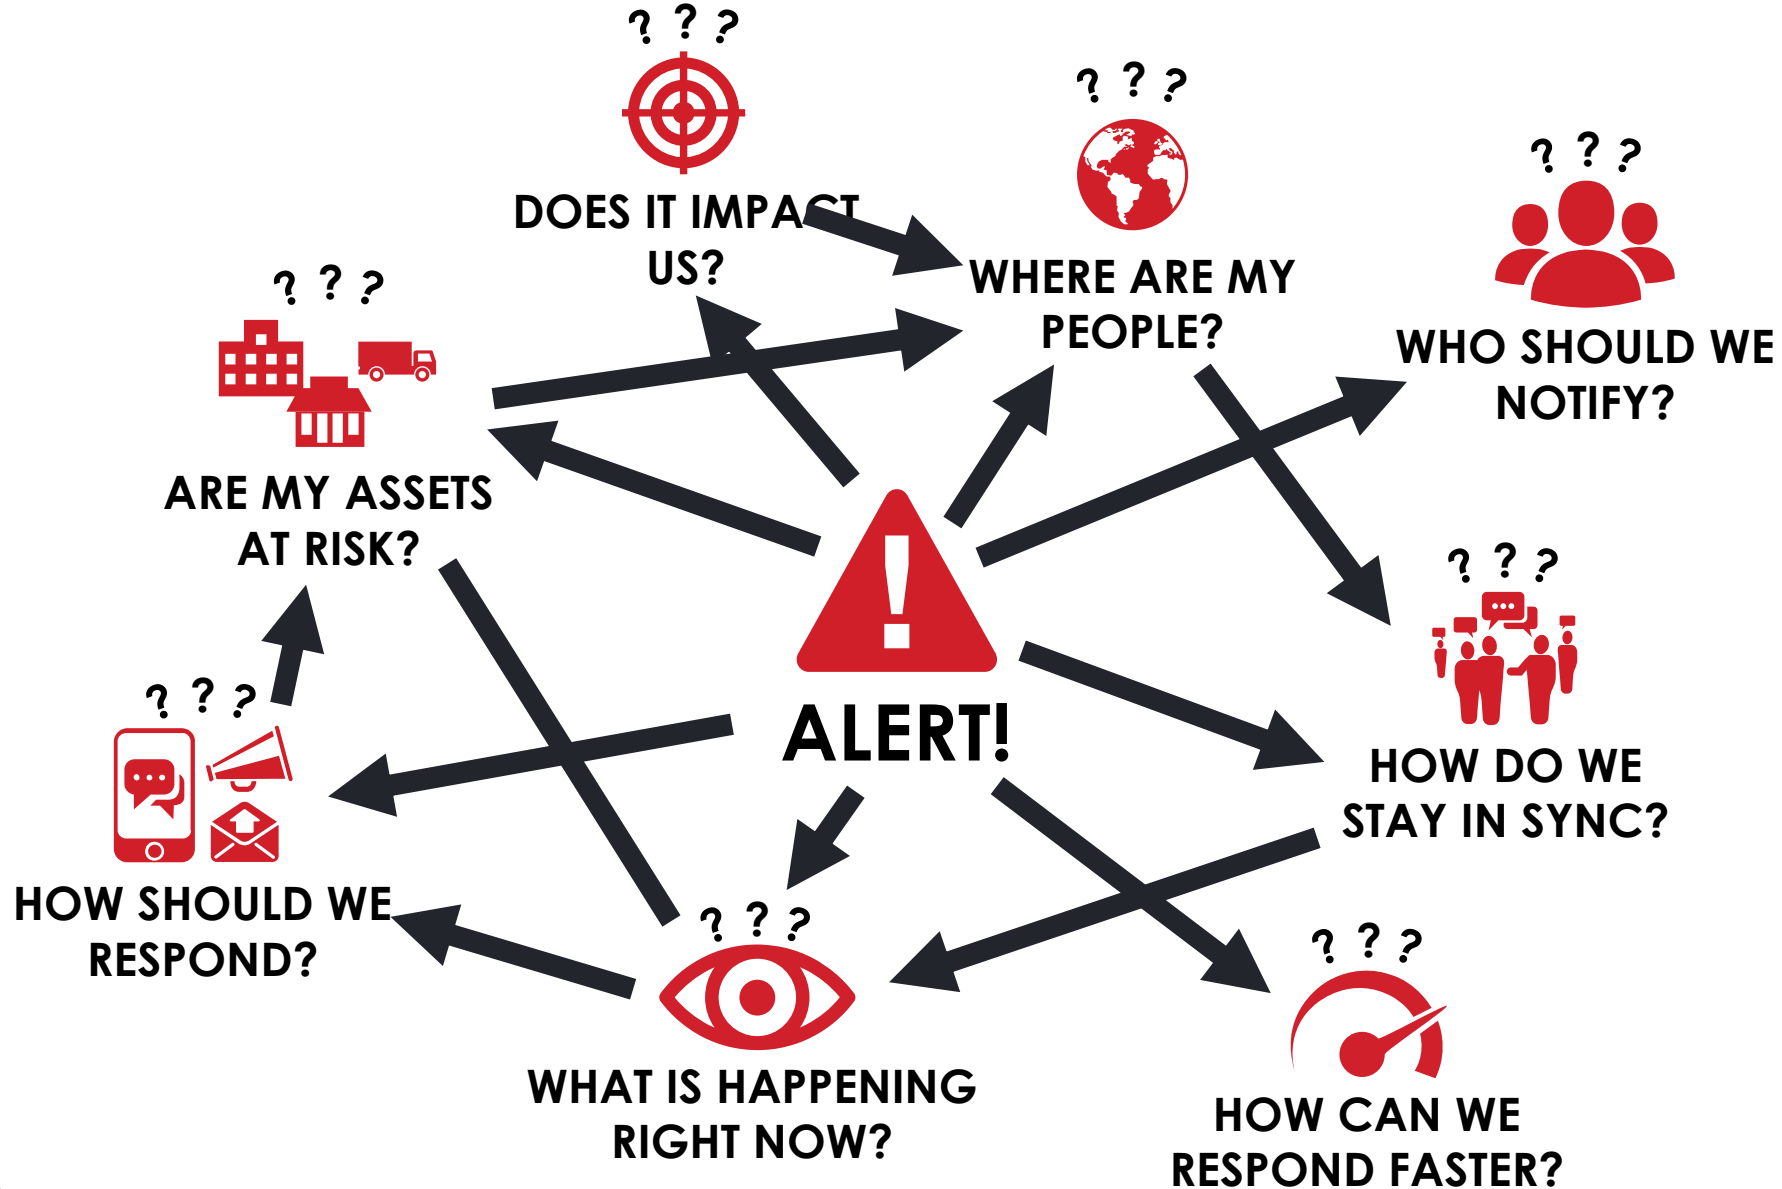 ? ? ?
DOES IT IMPACT
US?
? ? ?
WHERE ARE MY
PEOPLE?
? ? ?
WHO SHOULD WE
NOTIFY?
? ? ?
ARE MY ASSETS
AT RISK?
!
ALERT!
? ? ?
HOW DO WE
STAY IN SYNC?
? ? ?
HOW SHOULD WE
RESPOND?
? ? ?
WHAT IS HAPPENING
RIGHT NOW?
? ? ?
HOW CAN WE
RESPOND FASTER?